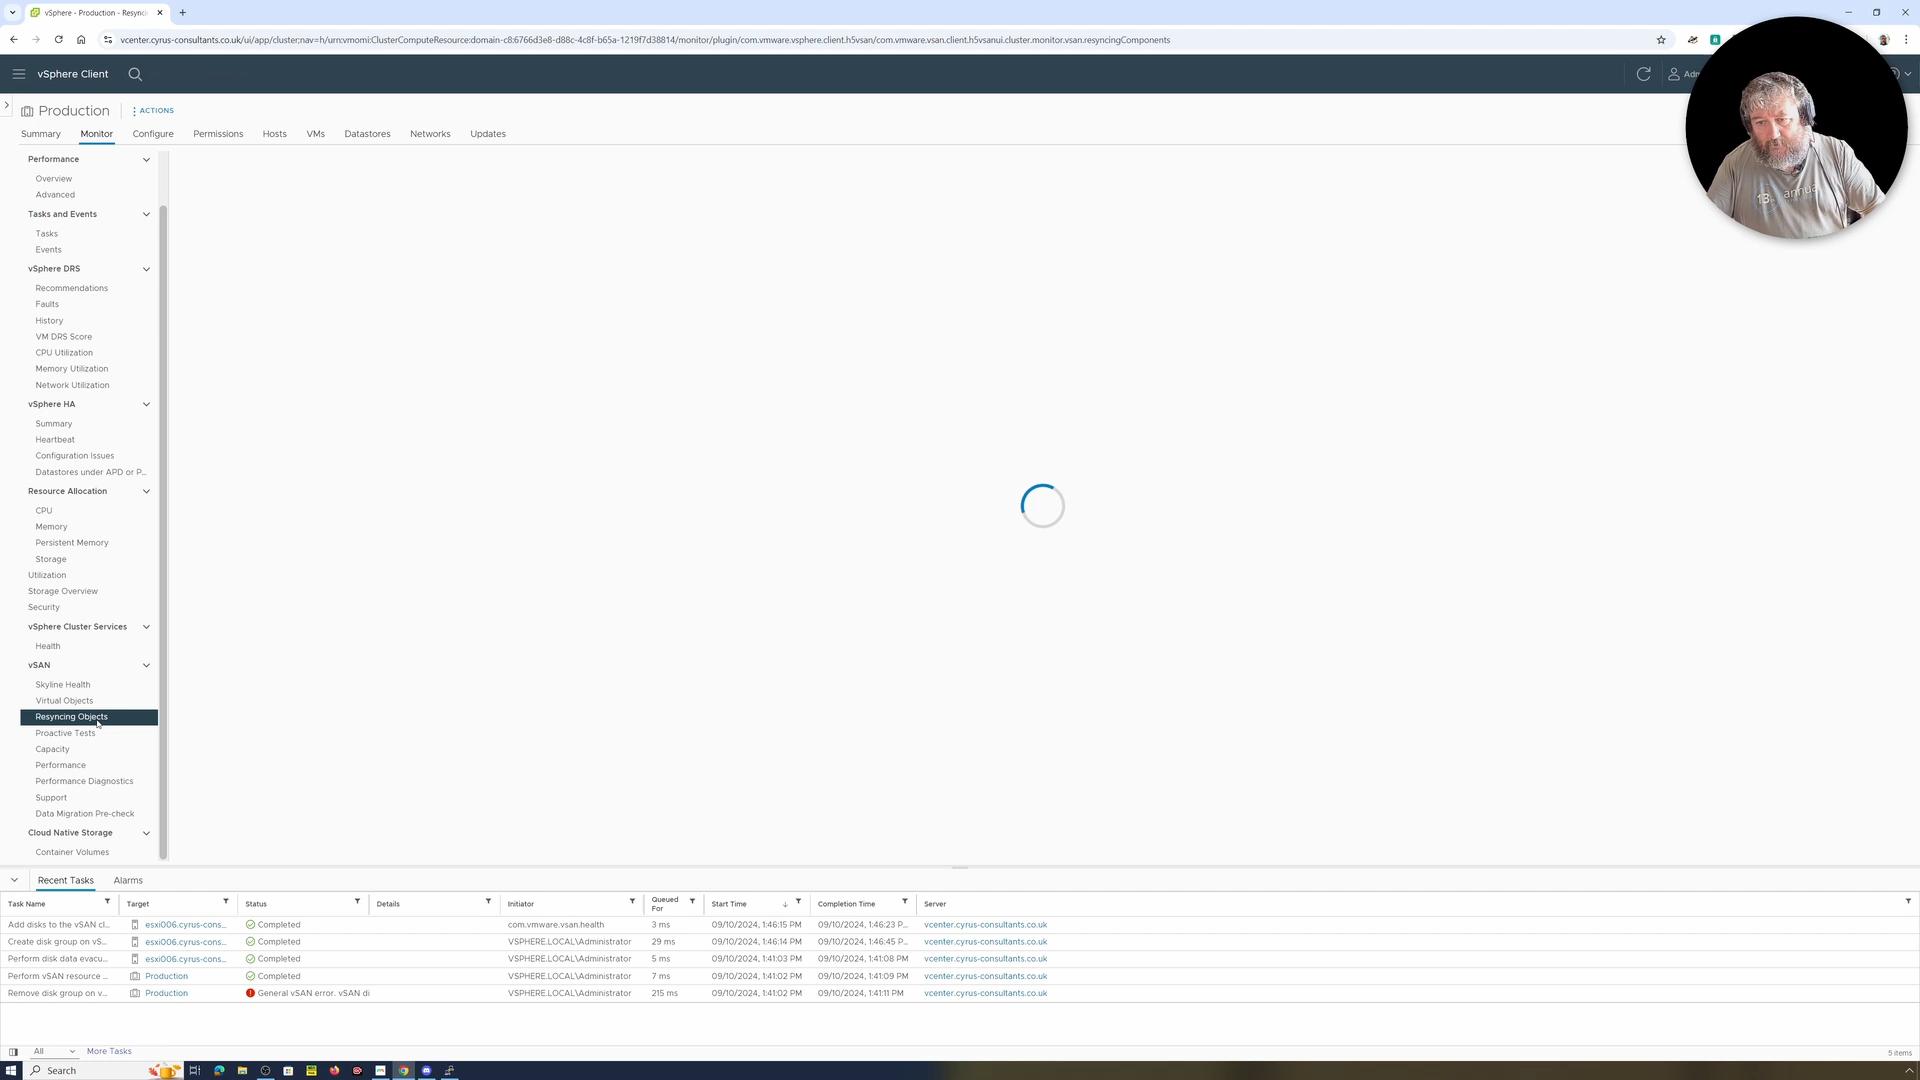 vSphere - Production - Resynci
vcenter.cyrus-consultants.co.uk/ui/app/cluster;nav=h/urn:vmomi:ClusterComputeResource:domain-c8:6766d3e8-d88c-4c8f-b65a-1219f7d38814/monitor/plugin/com.vmware.vsphere.client.h5vsan/com.vmware.vsan.client.h5vsanui.cluster.monitor.vsan.resyncingComponents
vSphere Client
Production
ACTIONS
Summary Monitor Configure Permissions Hosts VMs Datastores Networks Updates
Performance
Overview
Advanced
Tasks and Events
Tasks
Events
vSphere DRS
Recommendations
Faults
History
VM DRS Score
CPU Utilization
Memory Utilization
Network Utilization
vSphere HA
Summary
Heartbeat
Configuration Issues
Datastores under APD or P...
Resource Allocation
CPU
Memory
Persistent Memory
Storage
Utilization
Storage Overview
Security
vSphere Cluster Services
Health
vSAN
Skyline Health
Virtual Objects
Resyncing Objects
Proactive Tests
Capacity
Performance
Performance Diagnostics
Support
Data Migration Pre-check
Cloud Native Storage
Container Volumes
13 annual
Recent Tasks Alarms
Task Name Target Status Details Initiator Queued For Start Time Completion Time Server
Add disks to the vSAN cl... esxi006.cyrus-cons... Completed com.vmware.vsan.health 3 ms 09/10/2024, 1:46:15 PM 09/10/2024, 1:46:23 P... vcenter.cyrus-consultants.co.uk
Create disk group on vS... esxi006.cyrus-cons... Completed VSPHERE.LOCAL\Administrator 29 ms 09/10/2024, 1:46:14 PM 09/10/2024, 1:46:45 P... vcenter.cyrus-consultants.co.uk
Perform disk data evacu... esxi006.cyrus-cons... Completed VSPHERE.LOCAL\Administrator 5 ms 09/10/2024, 1:41:03 PM 09/10/2024, 1:41:08 PM vcenter.cyrus-consultants.co.uk
Perform vSAN resource ... Production Completed VSPHERE.LOCAL\Administrator 7 ms 09/10/2024, 1:41:02 PM 09/10/2024, 1:41:09 PM vcenter.cyrus-consultants.co.uk
Remove disk group on v... Production General vSAN error. vSAN di VSPHERE.LOCAL\Administrator 215 ms 09/10/2024, 1:41:02 PM 09/10/2024, 1:41:11 PM vcenter.cyrus-consultants.co.uk
All More Tasks 5 items
Search